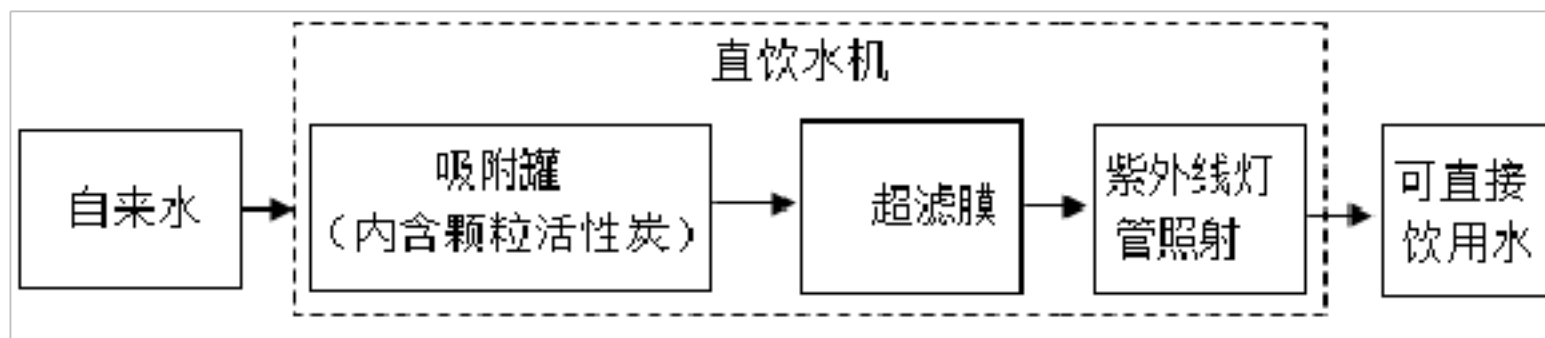 直饮水机
自来水
吸附罐
（内含颗粒活性炭）
超滤膜
紫外线灯
管照射
可直接
饮用水